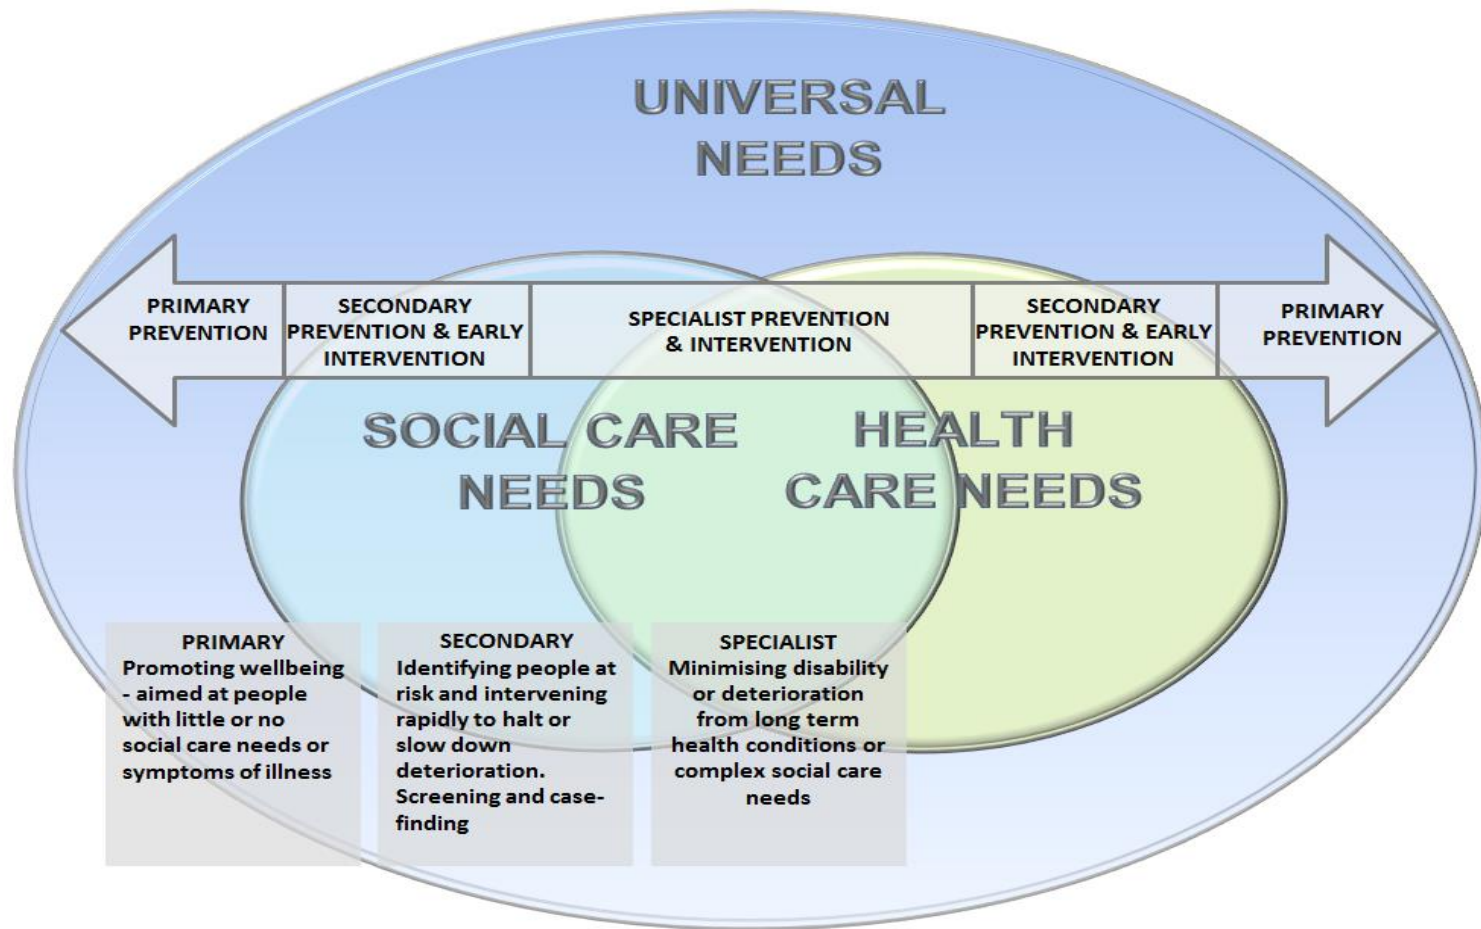 UNIVERSAL
NEEDS
PRIMARY
PREVENTION
SECONDARY
PREVENTION & EARLY
INTERVENTION
SPECIALIST PREVENTION
& INTERVENTION
SECONDARY
PREVENTION & EARLY
INTERVENTION
PRIMARY
PREVENTION
SOCIAL CARE
NEEDS
HEALTH
CARE NEEDS
PRIMARY
Promoting wellbeing
- aimed at people
with little or no
social care needs or
symptoms of illness
SECONDARY
Identifying people at
risk and intervening
rapidly to halt or
slow down
deterioration.
Screening and case-
finding
SPECIALIST
Minimising disability
or deterioration
from long term
health conditions or
complex social care
needs